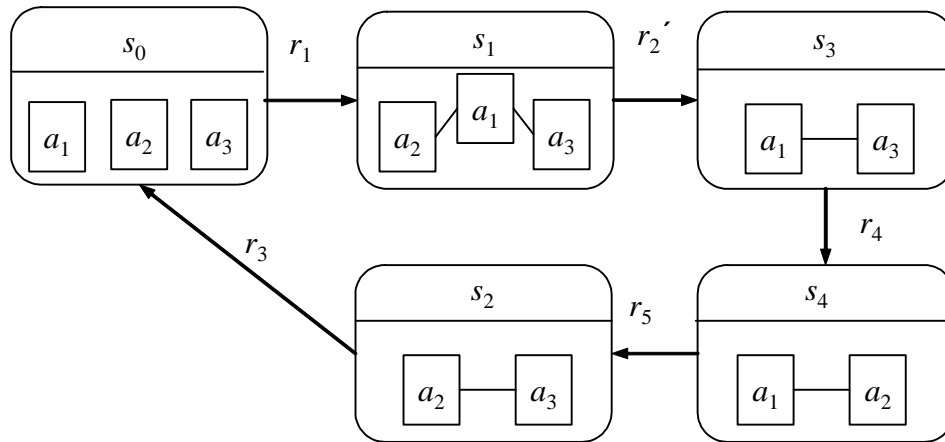 s₀
a₁ a₂ a₃
r₁
s₁
a₂ a₁ a₃
r₂´
s₃
a₁ a₃
r₄
r₃
s₂
a₂ a₃
r₅
s₄
a₁ a₂